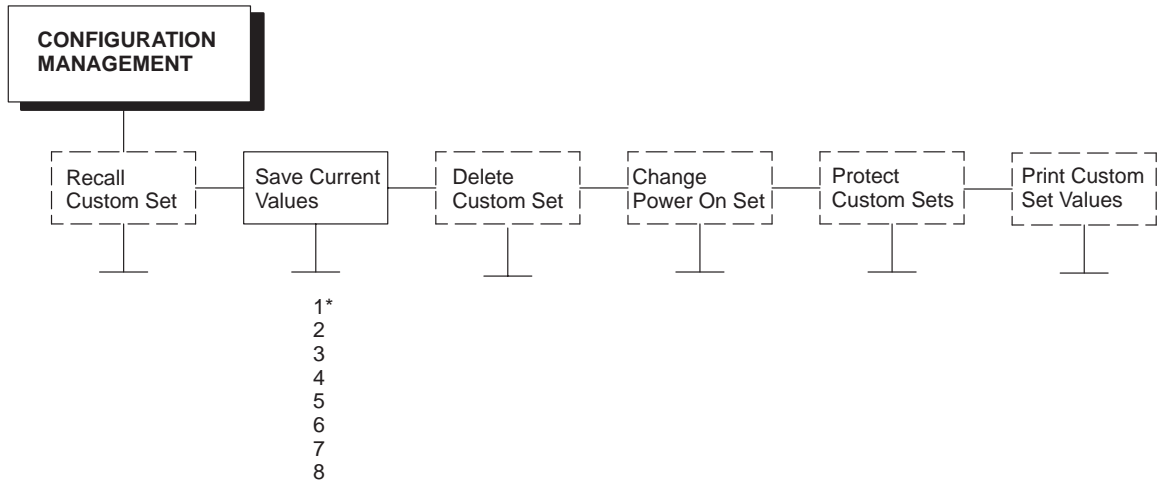 CONFIGURATION
MANAGEMENT
Recall
Custom Set
Save Current
Values
Delete
Custom Set
Change
Power On Set
Protect
Custom Sets
Print Custom
Set Values
1*
2
3
4
5
6
7
8